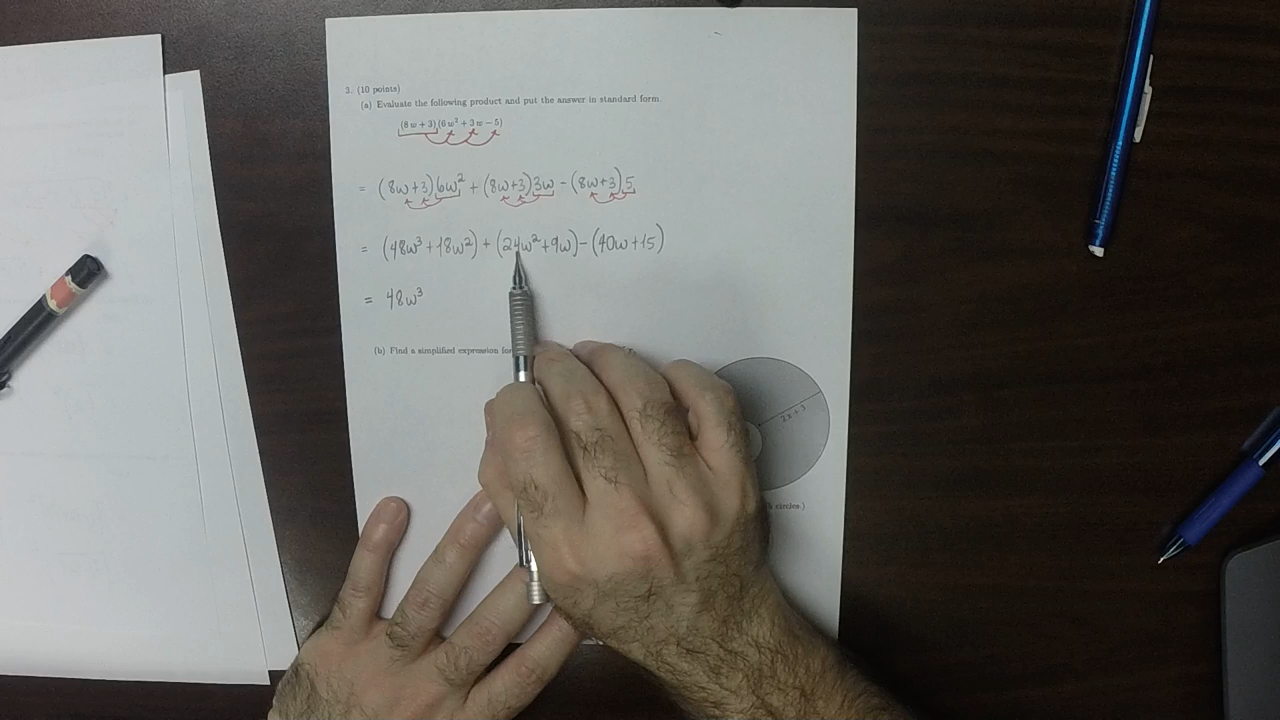 3. (10 points)
(a) Evaluate the following product and put the answer in standard form.
(8w + 3)(6w² + 3w − 5)
= (8w+3)6w² + (8w+3)3w − (8w+3)5
= (48w³ + 18w²) + (24w² + 9w) − (40w + 15)
= 48w³
(b) Find a simplified expression for
2x + 3
circles.)